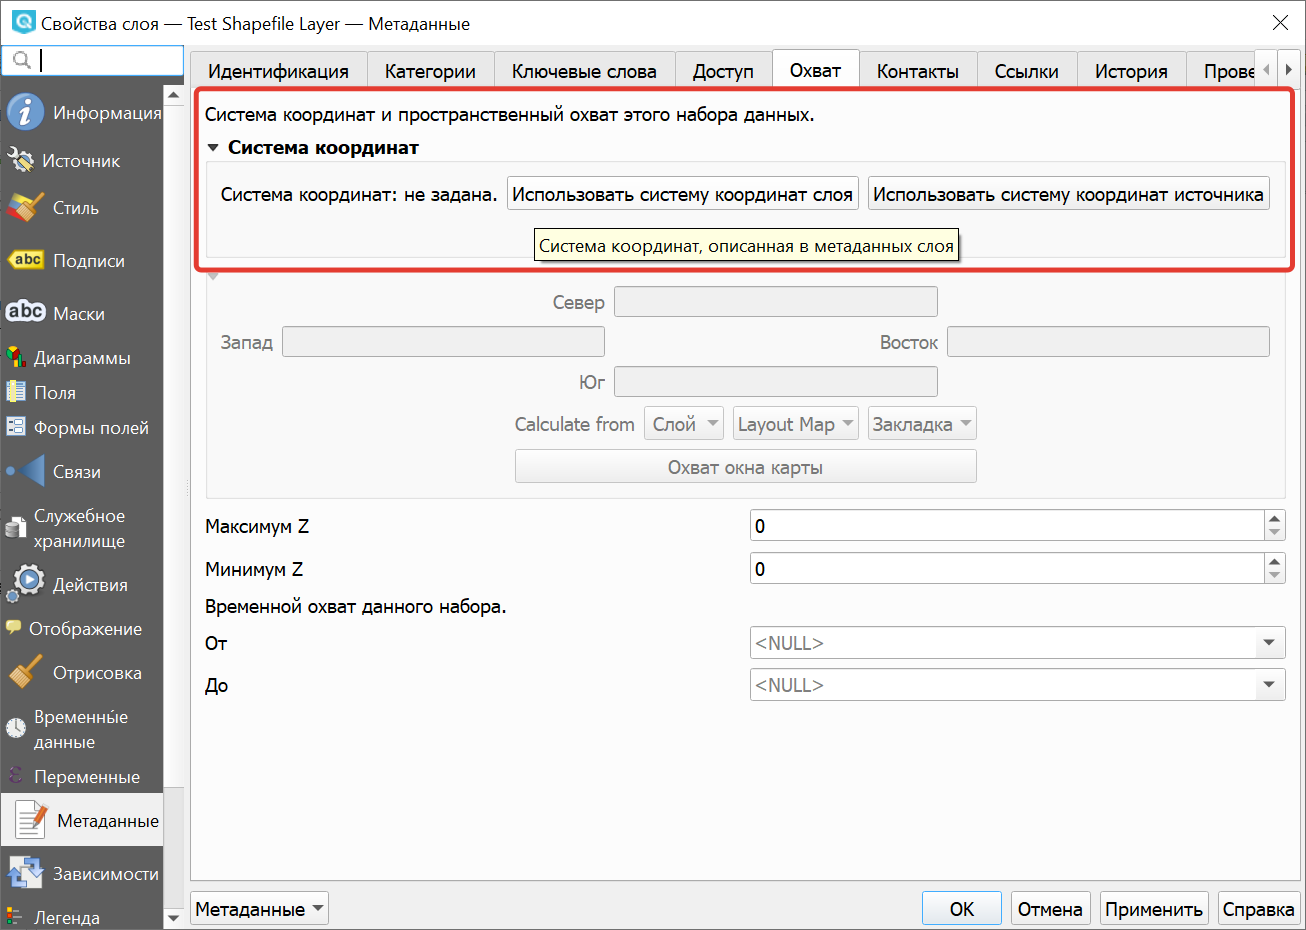 Свойства слоя — Test Shapefile Layer — Метаданные
Идентификация
Категории
Ключевые слова
Доступ
Охват
Контакты
Ссылки
История
Прове
Информация
Источник
Стиль
Подписи
Маски
Диаграммы
Поля
Формы полей
Связи
Служебное
хранилище
Действия
Отображение
Отрисовка
Временны́е
данные
Переменные
Метаданные
Зависимости
Легенда
Система координат и пространственный охват этого набора данных.
Система координат
Система координат: не задана. Использовать систему координат слоя Использовать систему координат источника
Система координат, описанная в метаданных слоя
Север
Запад
Восток
Юг
Calculate from Слой Layout Map Закладка
Охват окна карты
Максимум Z 0
Минимум Z 0
Временной охват данного набора.
От <NULL>
До <NULL>
Метаданные OK Отмена Применить Справка